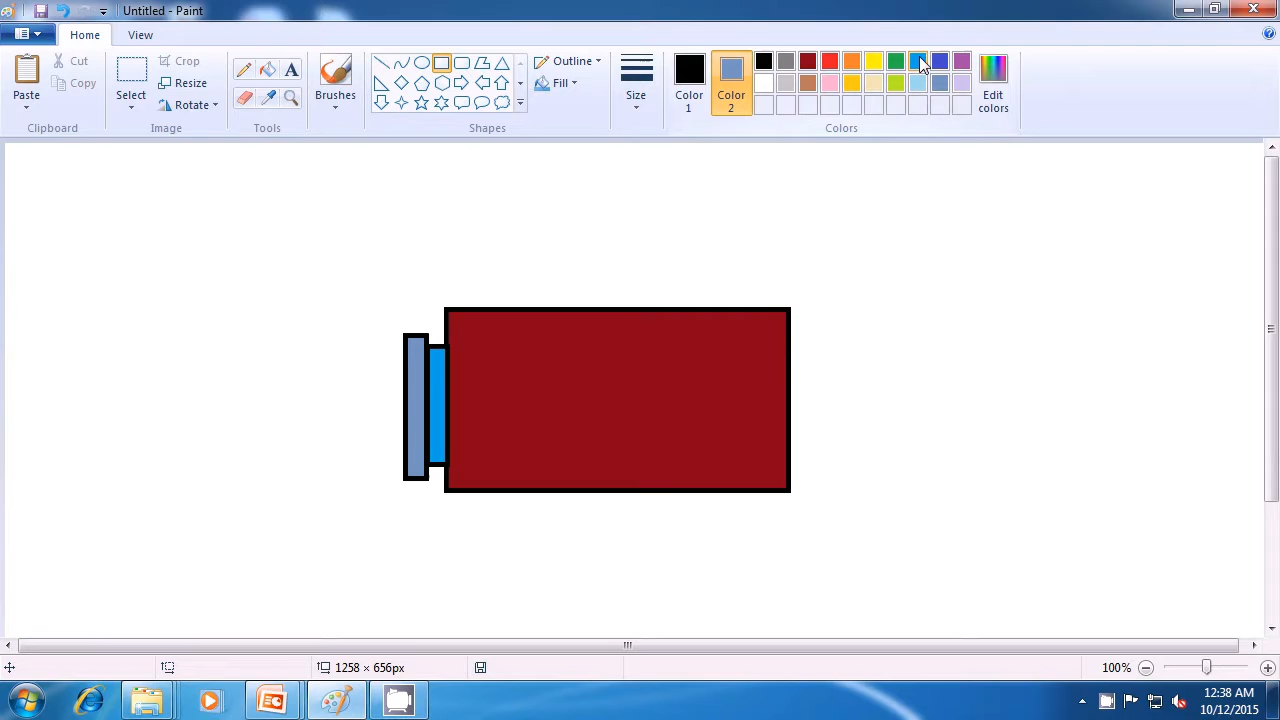 Untitled - Paint
Home
View
Paste
Cut
Copy
Clipboard
Select
Crop
Resize
Rotate
Image
A
Tools
Brushes
Outline
Fill
Shapes
Size
Color 1
Color 2
Edit colors
Colors
1258 × 656px
100%
12:38 AM
10/12/2015